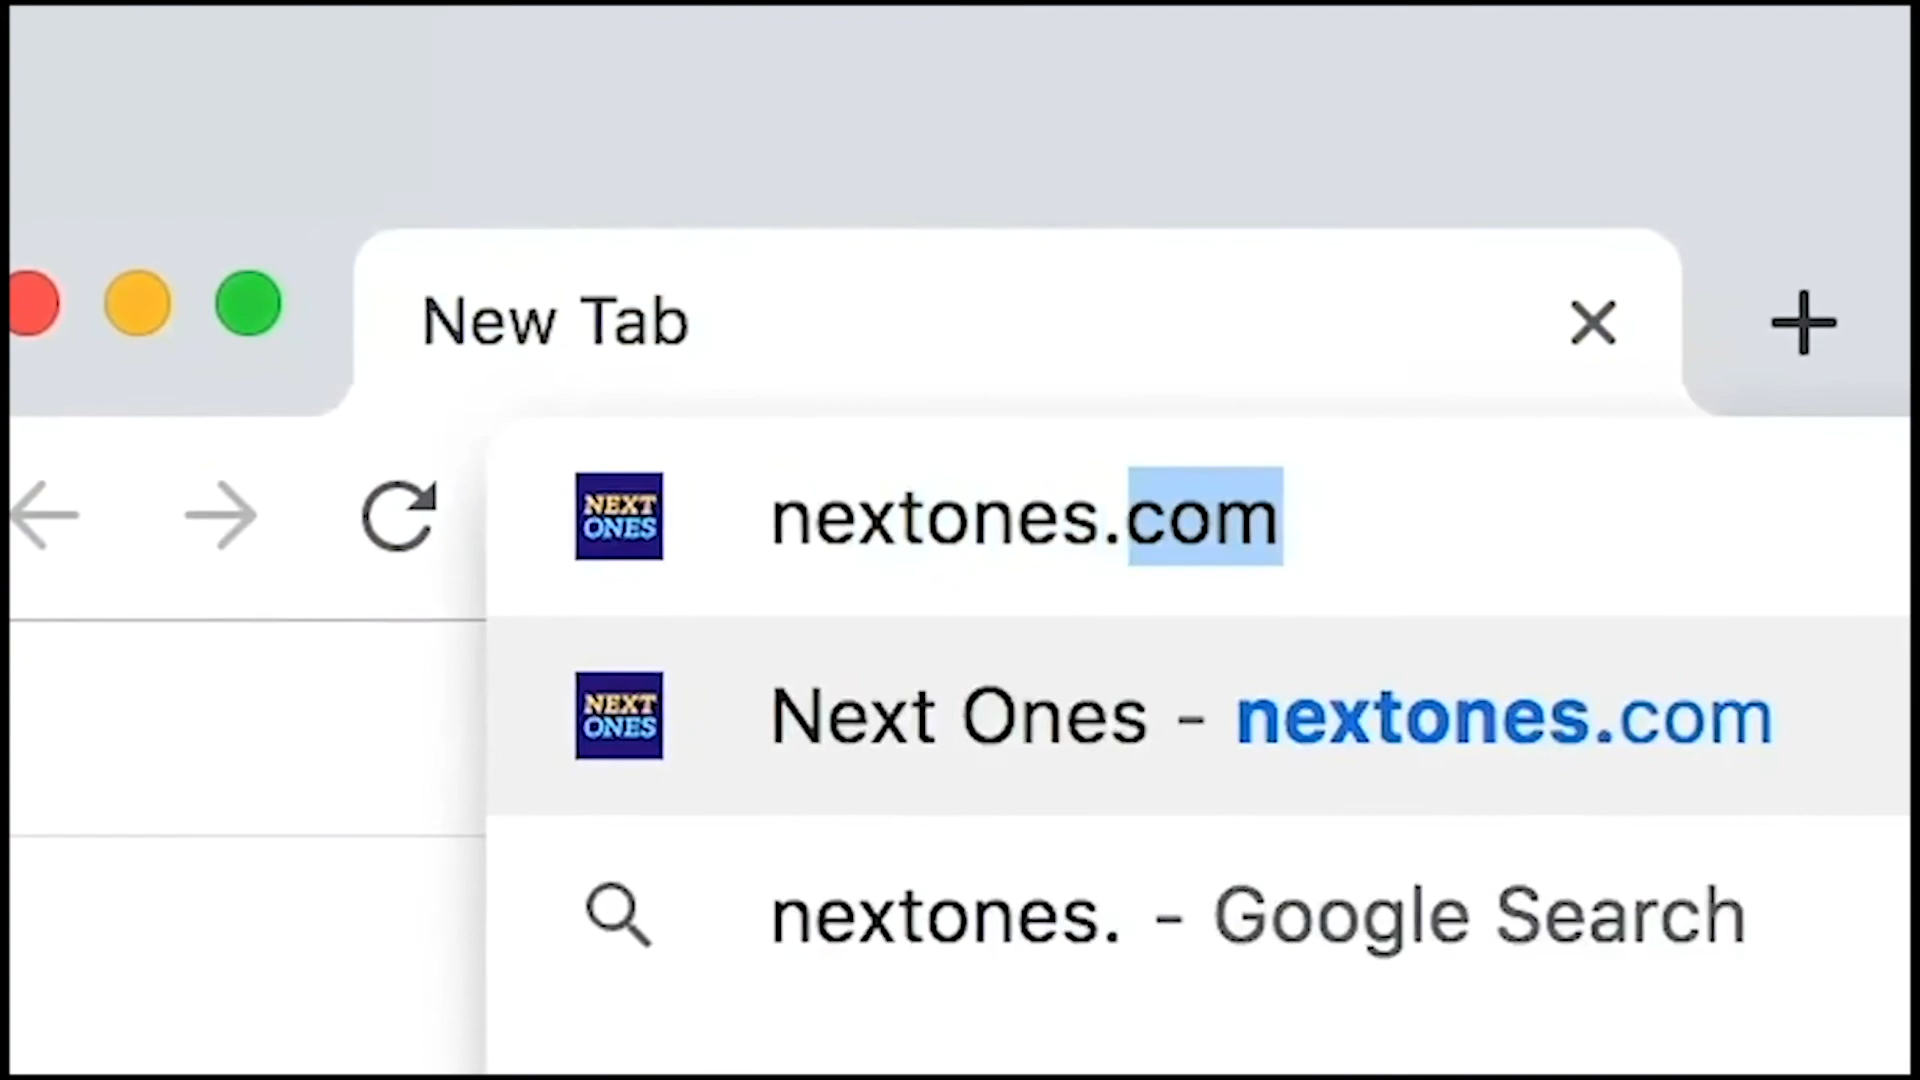 New Tab
NEXT
ONES
nextones.com
NEXT
ONES
Next Ones - nextones.com
nextones. - Google Search